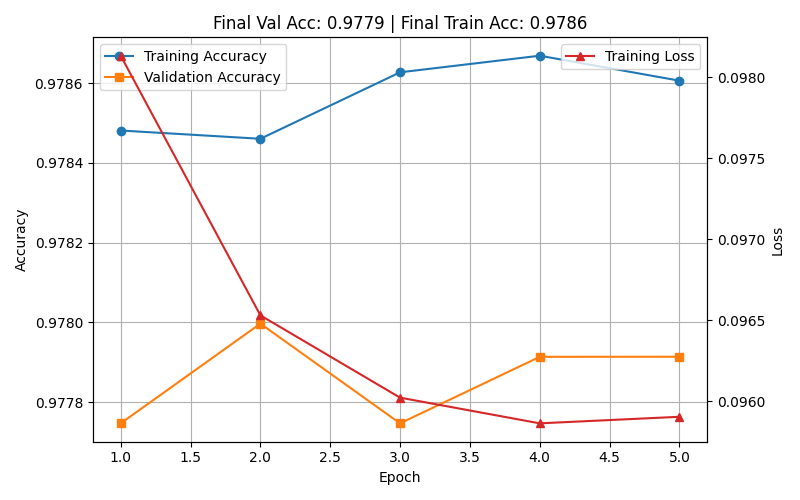 Final Val Acc: 0.9779 | Final Train Acc: 0.9786
Training Accuracy
Validation Accuracy
Training Loss
Accuracy
0.9786
0.9784
0.9782
0.9780
0.9778
0.0980
0.0975
0.0970
0.0965
0.0960
Loss
1.0 1.5 2.0 2.5 3.0 3.5 4.0 4.5 5.0
Epoch